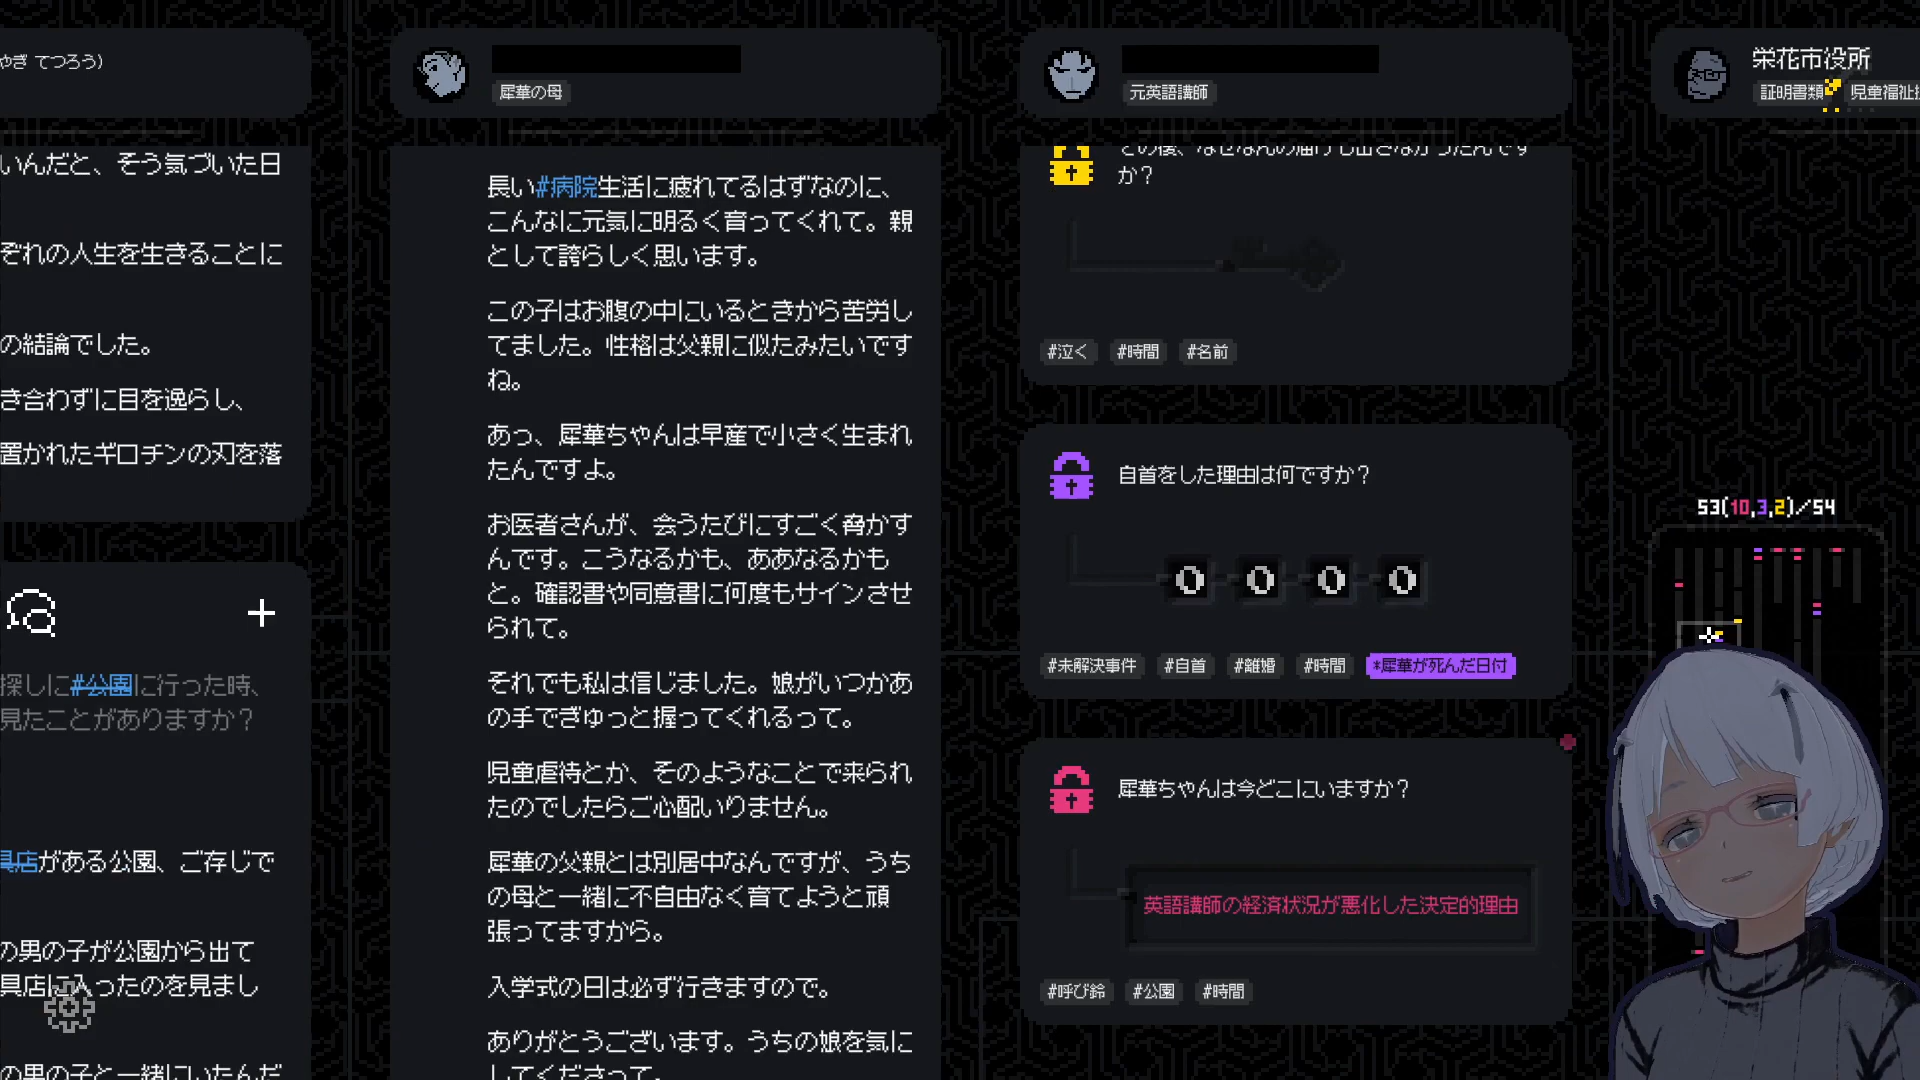 やぎ てつろう)
いんだと、そう気づいた日
ぞれの人生を生きることに
の結論でした。
き合わずに目を逸らし、
置かれたギロチンの刃を落
探しに#公園に行った時、
見たことがありますか？
具店がある公園、ご存じで
の男の子が公園から出て
具店に入ったのを見まし
の男の子と一緒にいたんだ
犀華の母
長い#病院生活に疲れてるはずなのに、
こんなに元気に明るく育ってくれて。親
として誇らしく思います。
この子はお腹の中にいるときから苦労し
てました。性格は父親に似たみたいです
ね。
あっ、犀華ちゃんは早産で小さく生まれ
たんですよ。
お医者さんが、会うたびにすごく脅かす
んです。こうなるかも、ああなるかも
と。確認書や同意書に何度もサインさせ
られて。
それでも私は信じました。娘がいつかあ
の手でぎゅっと握ってくれるって。
児童虐待とか、そのようなことで来られ
たのでしたらご心配いりません。
犀華の父親とは別居中なんですが、うち
の母と一緒に不自由なく育てようと頑
張ってますから。
入学式の日は必ず行きますので。
ありがとうございます。うちの娘を気に
してくださって。
元英語講師
その後、なぜなんの届けも出さなかったんです
か？
#泣く #時間 #名前
自首をした理由は何ですか？
0 0 0 0
#未解決事件 #自首 #離婚 #時間 *犀華が死んだ日付
犀華ちゃんは今どこにいますか？
英語講師の経済状況が悪化した決定的理由
#呼び鈴 #公園 #時間
栄花市役所
証明書類 児童福祉
53(10,3,2)/54